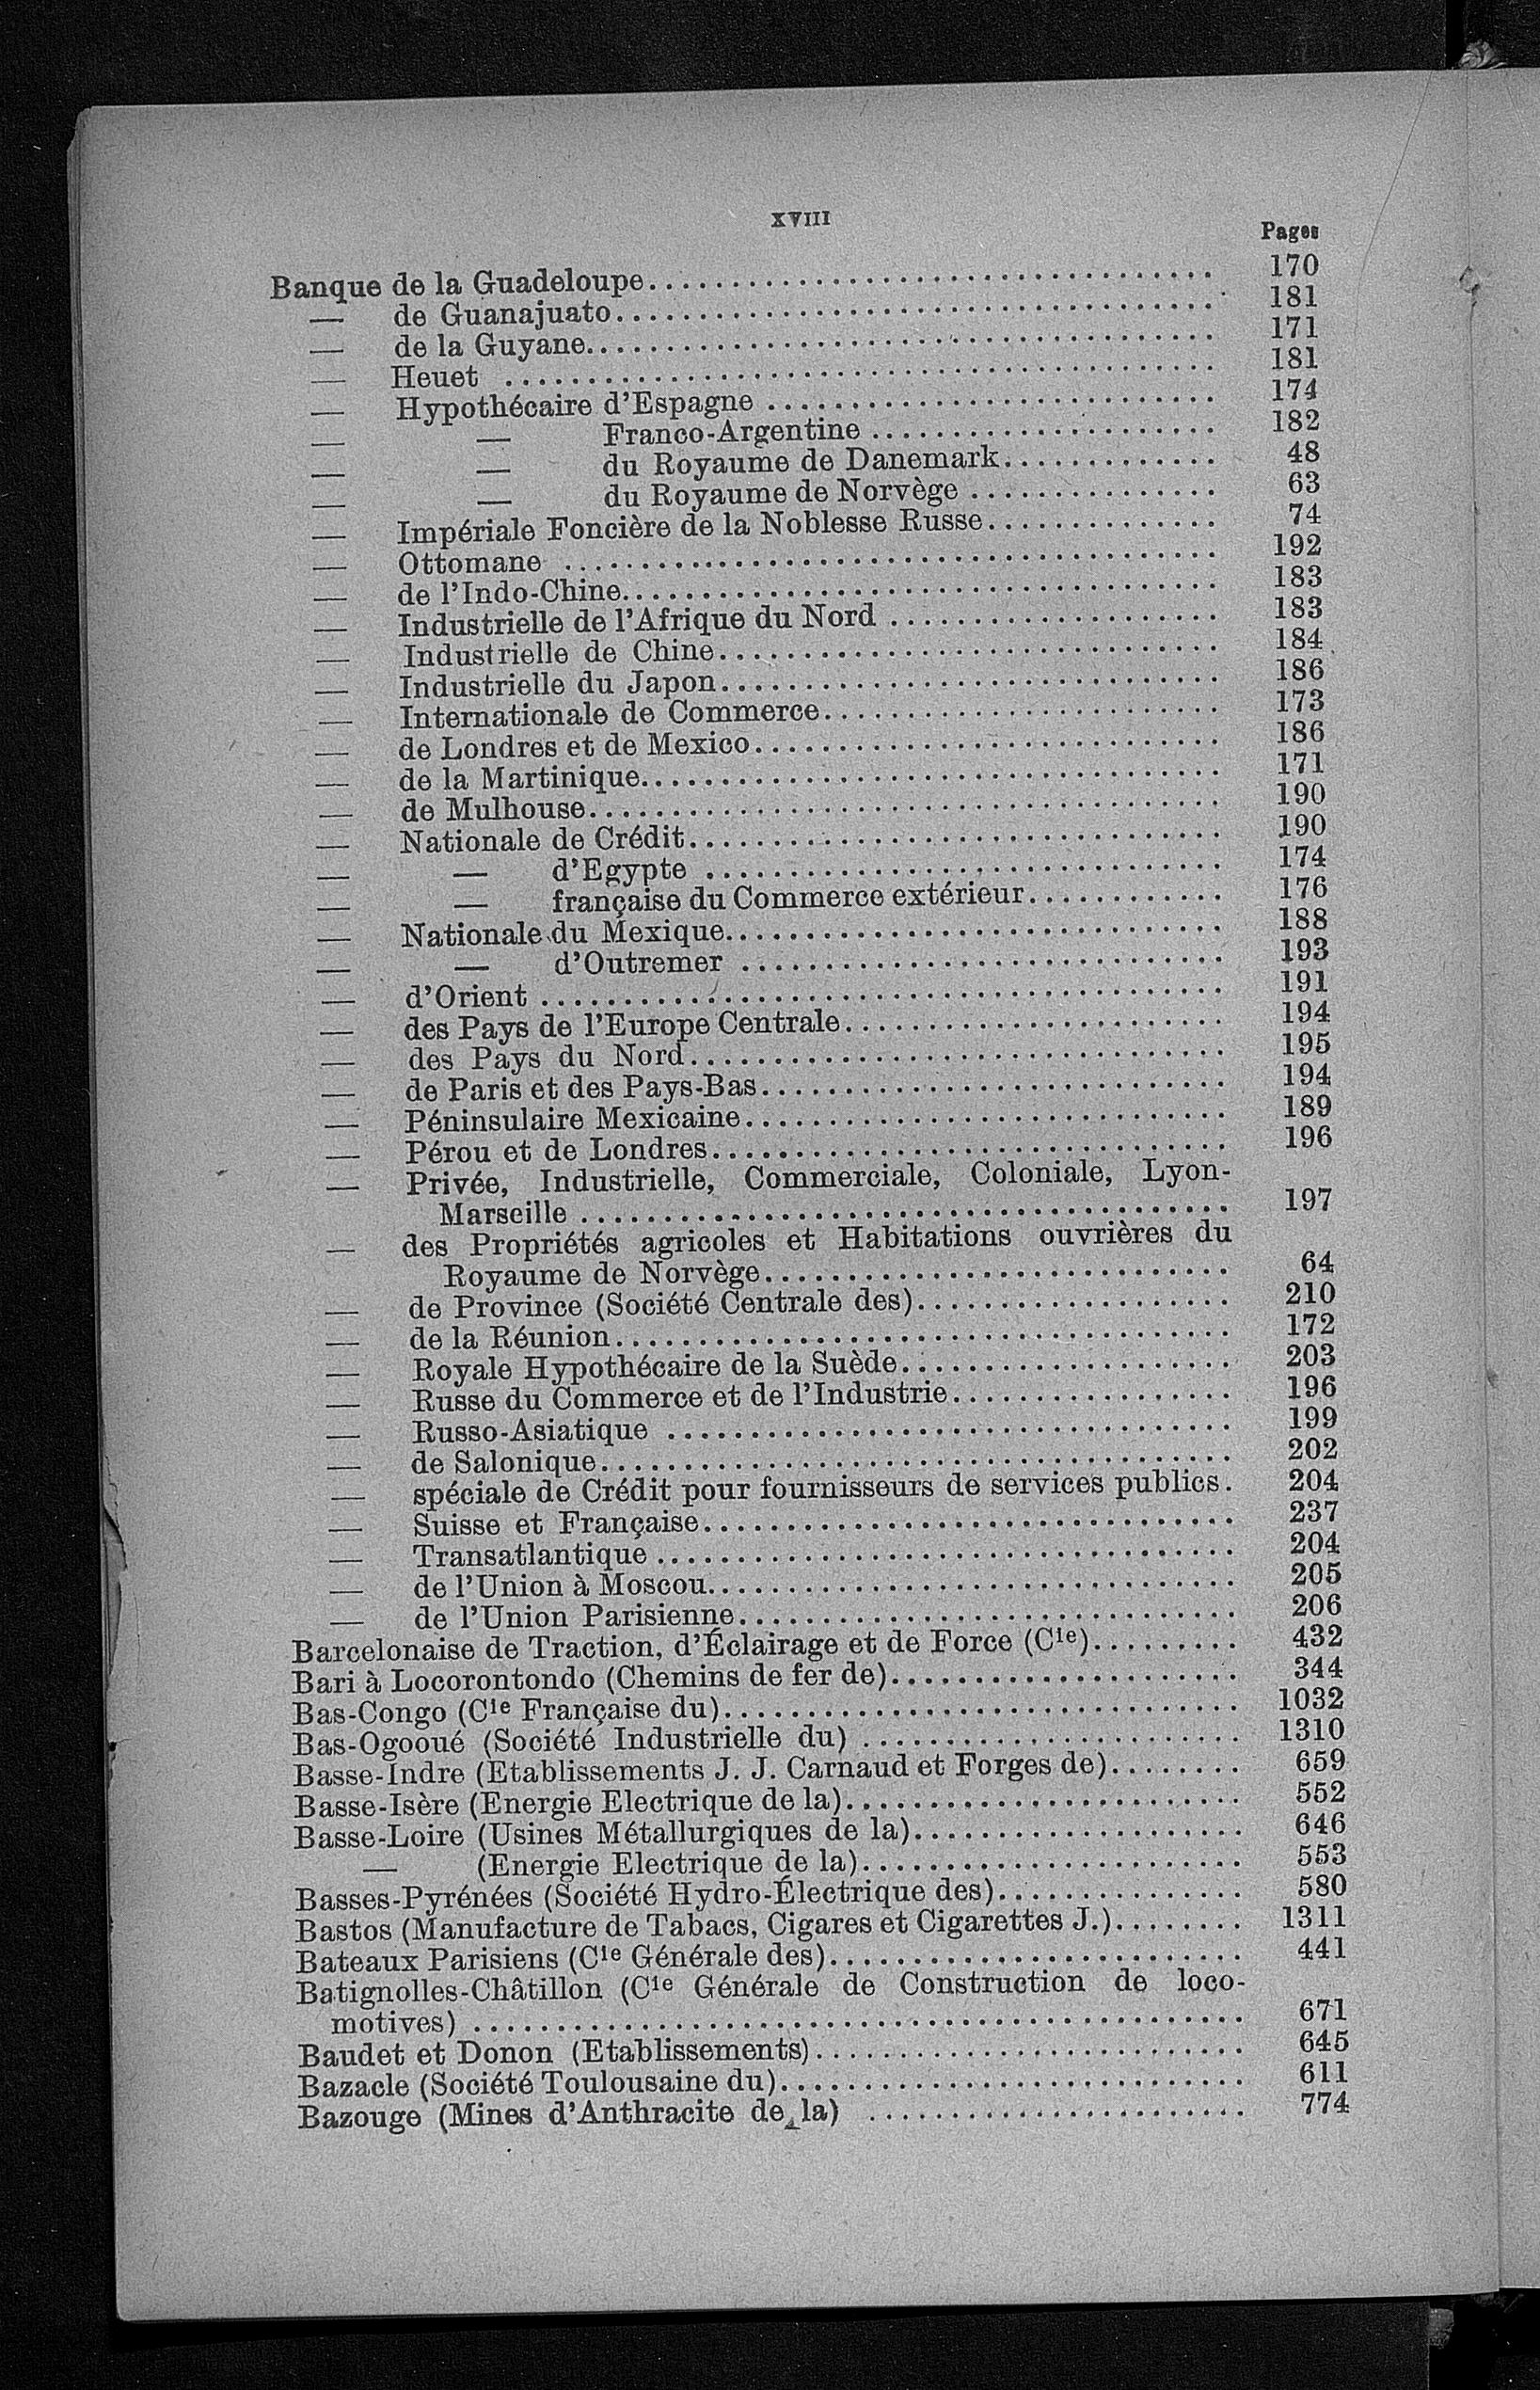 XVIII
Pages
Banque de la Guadeloupe. 170
— de Guanajuato. 181
— de la Guyane. 171
— Heuet 181
— Hypothécaire d'Espagne 174
— — Franco-Argentine 182
— — du Royaume de Danemark. 48
— — du Royaume de Norvège 63
— Impériale Foncière de la Noblesse Russe. 74
— Ottomane 192
— de l'Indo-Chine. 183
— Industrielle de l'Afrique du Nord 183
— Industrielle de Chine. 184
— Industrielle du Japon. 186
— Internationale de Commerce. 173
— de Londres et de Mexico. 186
— de la Martinique. 171
— de Mulhouse. 190
— Nationale de Crédit. 190
— — d'Egypte 174
— — française du Commerce extérieur. 176
— Nationale du Mexique. 188
— — d'Outremer 193
— d'Orient 191
— des Pays de l'Europe Centrale. 194
— des Pays du Nord. 195
— de Paris et des Pays-Bas. 194
— Péninsulaire Mexicaine. 189
— Pérou et de Londres. 196
— Privée, Industrielle, Commerciale, Coloniale, Lyon-
Marseille 197
— des Propriétés agricoles et Habitations ouvrières du
Royaume de Norvège. 64
— de Province (Société Centrale des). 210
— de la Réunion. 172
— Royale Hypothécaire de la Suède. 203
— Russe du Commerce et de l'Industrie. 196
— Russo-Asiatique 199
— de Salonique. 202
— spéciale de Crédit pour fournisseurs de services publics. 204
— Suisse et Française. 237
— Transatlantique 204
— de l'Union à Moscou. 205
— de l'Union Parisienne. 206
Barcelonaise de Traction, d'Éclairage et de Force (Cie). 432
Bari à Locorontondo (Chemins de fer de). 344
Bas-Congo (Cie Française du). 1032
Bas-Ogooué (Société Industrielle du) 1310
Basse-Indre (Etablissements J. J. Carnaud et Forges de). 659
Basse-Isère (Energie Electrique de la). 552
Basse-Loire (Usines Métallurgiques de la). 646
— (Energie Electrique de la). 553
Basses-Pyrénées (Société Hydro-Électrique des). 580
Bastos (Manufacture de Tabacs, Cigares et Cigarettes J.). 1311
Bateaux Parisiens (Cie Générale des). 441
Batignolles-Châtillon (Cie Générale de Construction de loco-
motives) 671
Baudet et Donon (Etablissements). 645
Bazacle (Société Toulousaine du). 611
Bazouge (Mines d'Anthracite de la) 774